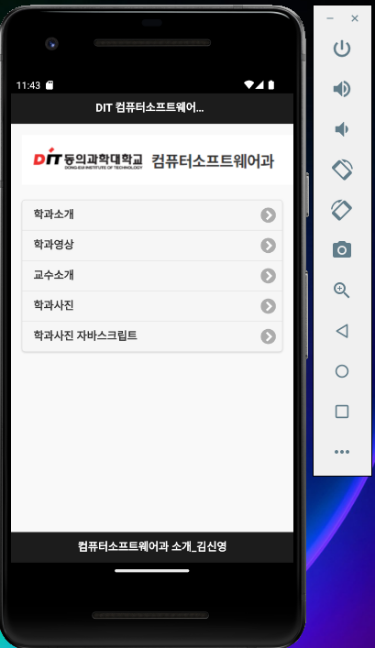 11:43
DIT 컴퓨터소프트웨어...
DIT 동의과학대학교 컴퓨터소프트웨어과
DONG-EUI INSTITUTE OF TECHNOLOGY
학과소개
학과영상
교수소개
학과사진
학과사진 자바스크립트
컴퓨터소프트웨어과 소개_김신영